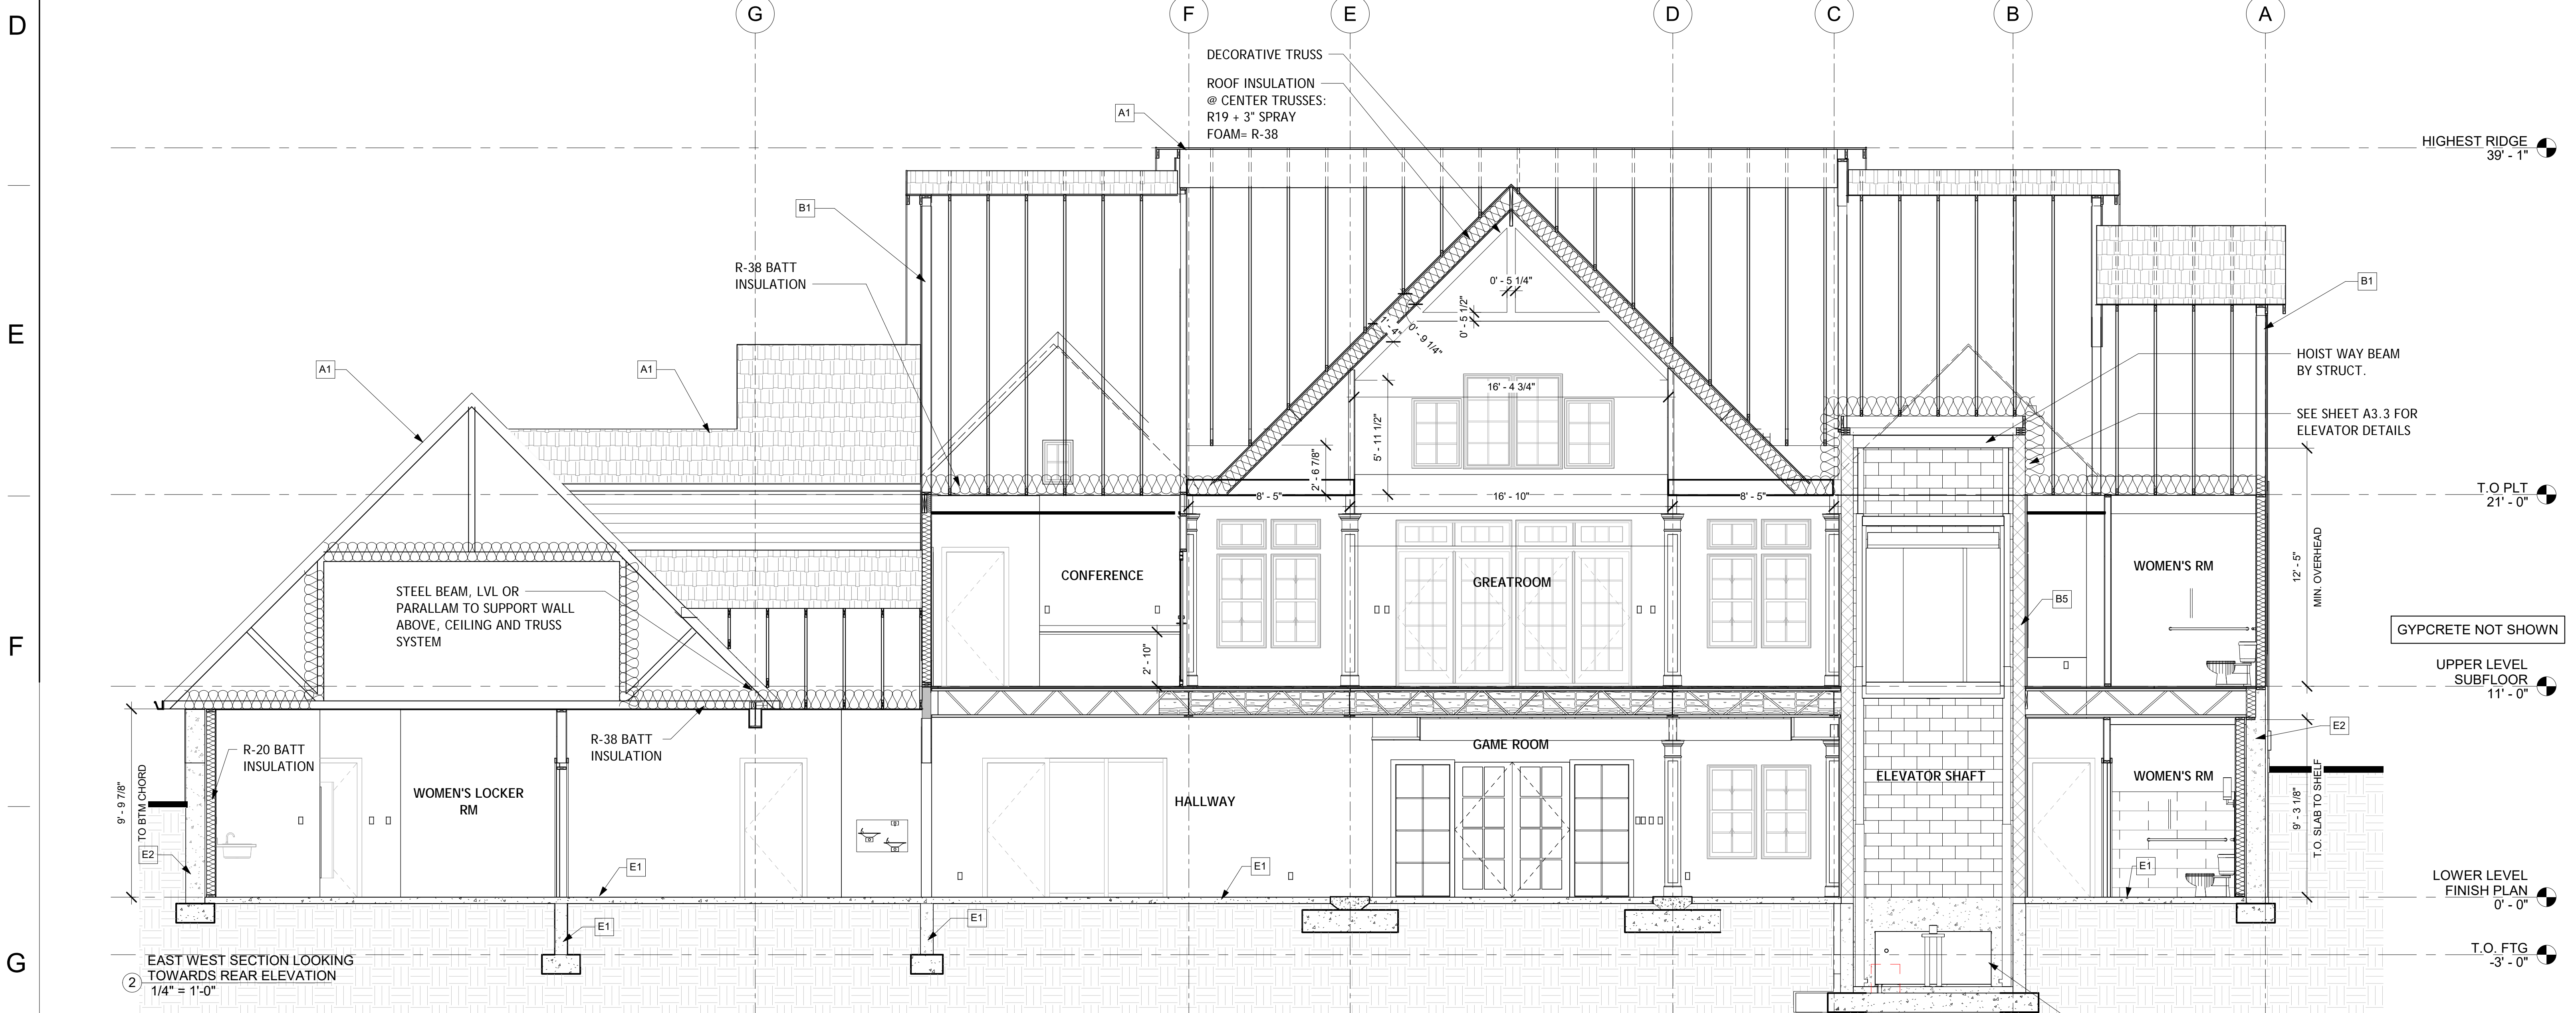 D
G
F
E
D
C
B
A
DECORATIVE TRUSS
ROOF INSULATION
@ CENTER TRUSSES:
R19 + 3" SPRAY
FOAM= R-38
A1
HIGHEST RIDGE
39' - 1"
B1
R-38 BATT
INSULATION
0' - 5 1/4"
0' - 5 1/2"
1' - 4"
0' - 9 1/4"
B1
E
A1
A1
HOIST WAY BEAM
BY STRUCT.
16' - 4 3/4"
5' - 11 1/2"
SEE SHEET A3.3 FOR
ELEVATOR DETAILS
2' - 6 7/8"
8' - 5"
16' - 10"
8' - 5"
T.O PLT
21' - 0"
STEEL BEAM, LVL OR
PARALLAM TO SUPPORT WALL
ABOVE, CEILING AND TRUSS
SYSTEM
CONFERENCE
GREATROOM
WOMEN'S RM
12' - 5"
MIN. OVERHEAD
B5
GYPCRETE NOT SHOWN
F
2' - 10"
UPPER LEVEL
SUBFLOOR
11' - 0"
R-20 BATT
INSULATION
R-38 BATT
INSULATION
GAME ROOM
E2
9' - 9 7/8"
TO BTM CHORD
WOMEN'S LOCKER
RM
HALLWAY
ELEVATOR SHAFT
WOMEN'S RM
9' - 3 1/8"
T.O. SLAB TO SHELF
E2
E1
E1
E1
LOWER LEVEL
FINISH PLAN
0' - 0"
E1
E1
G
T.O. FTG
-3' - 0"
2
EAST WEST SECTION LOOKING
TOWARDS REAR ELEVATION
1/4" = 1'-0"